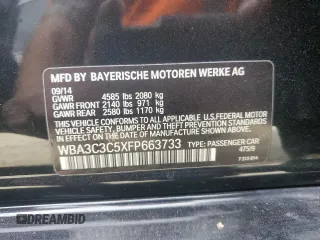 MFD BY BAYERISCHE MOTOREN WERKE AG
09/14
GVWR 4585 lbs 2080 kg
GAWR FRONT 2140 lbs 971 kg
GAWR REAR 2580 lbs 1170 kg
THIS VEHICLE CONFORMS TO ALL APPLICABLE U.S.FEDERAL MOTOR
VEHICLE SAFETY, BUMPER, AND THEFT PREVENTION STANDARDS IN
EFFECT ON THE DATE OF MANUFACTURE SHOWN ABOVE.
WBA3C3C5XFP663733 TYPE: PASSENGER CAR
475/9
DREAMBID